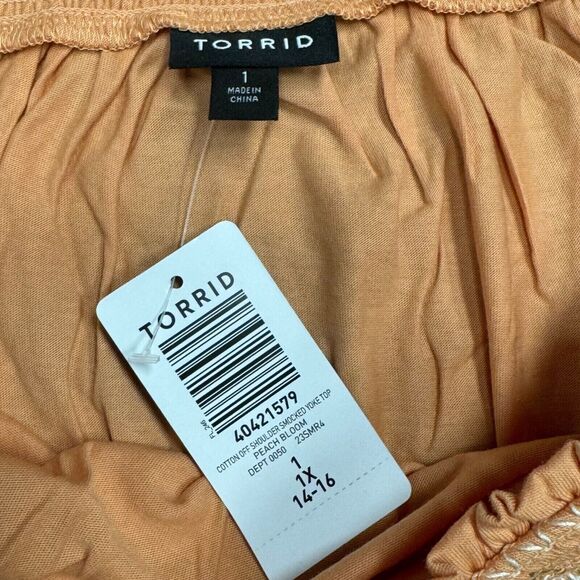 TORRID
1
MADE IN
CHINA
TORRID
40421579
COTTON OFF SHOULDER SMOCKED YOKE TOP
PEACH BLOOM
DEPT 0050 23SMR4
1
1X
14-16